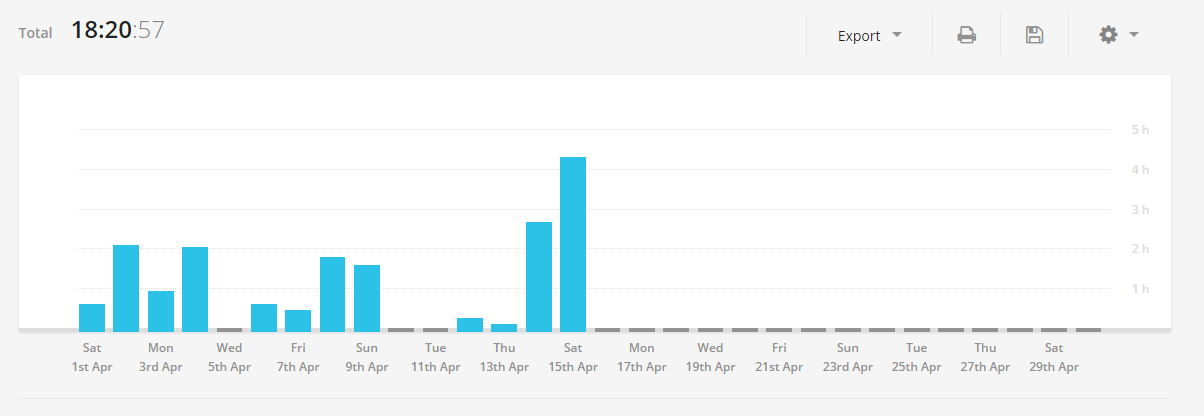 Total 18:20:57 Export
5 h
4 h
3 h
2 h
1 h
Sat Mon Wed Fri Sun Tue Thu Sat Mon Wed Fri Sun Tue Thu Sat
1st Apr 3rd Apr 5th Apr 7th Apr 9th Apr 11th Apr 13th Apr 15th Apr 17th Apr 19th Apr 21st Apr 23rd Apr 25th Apr 27th Apr 29th Apr